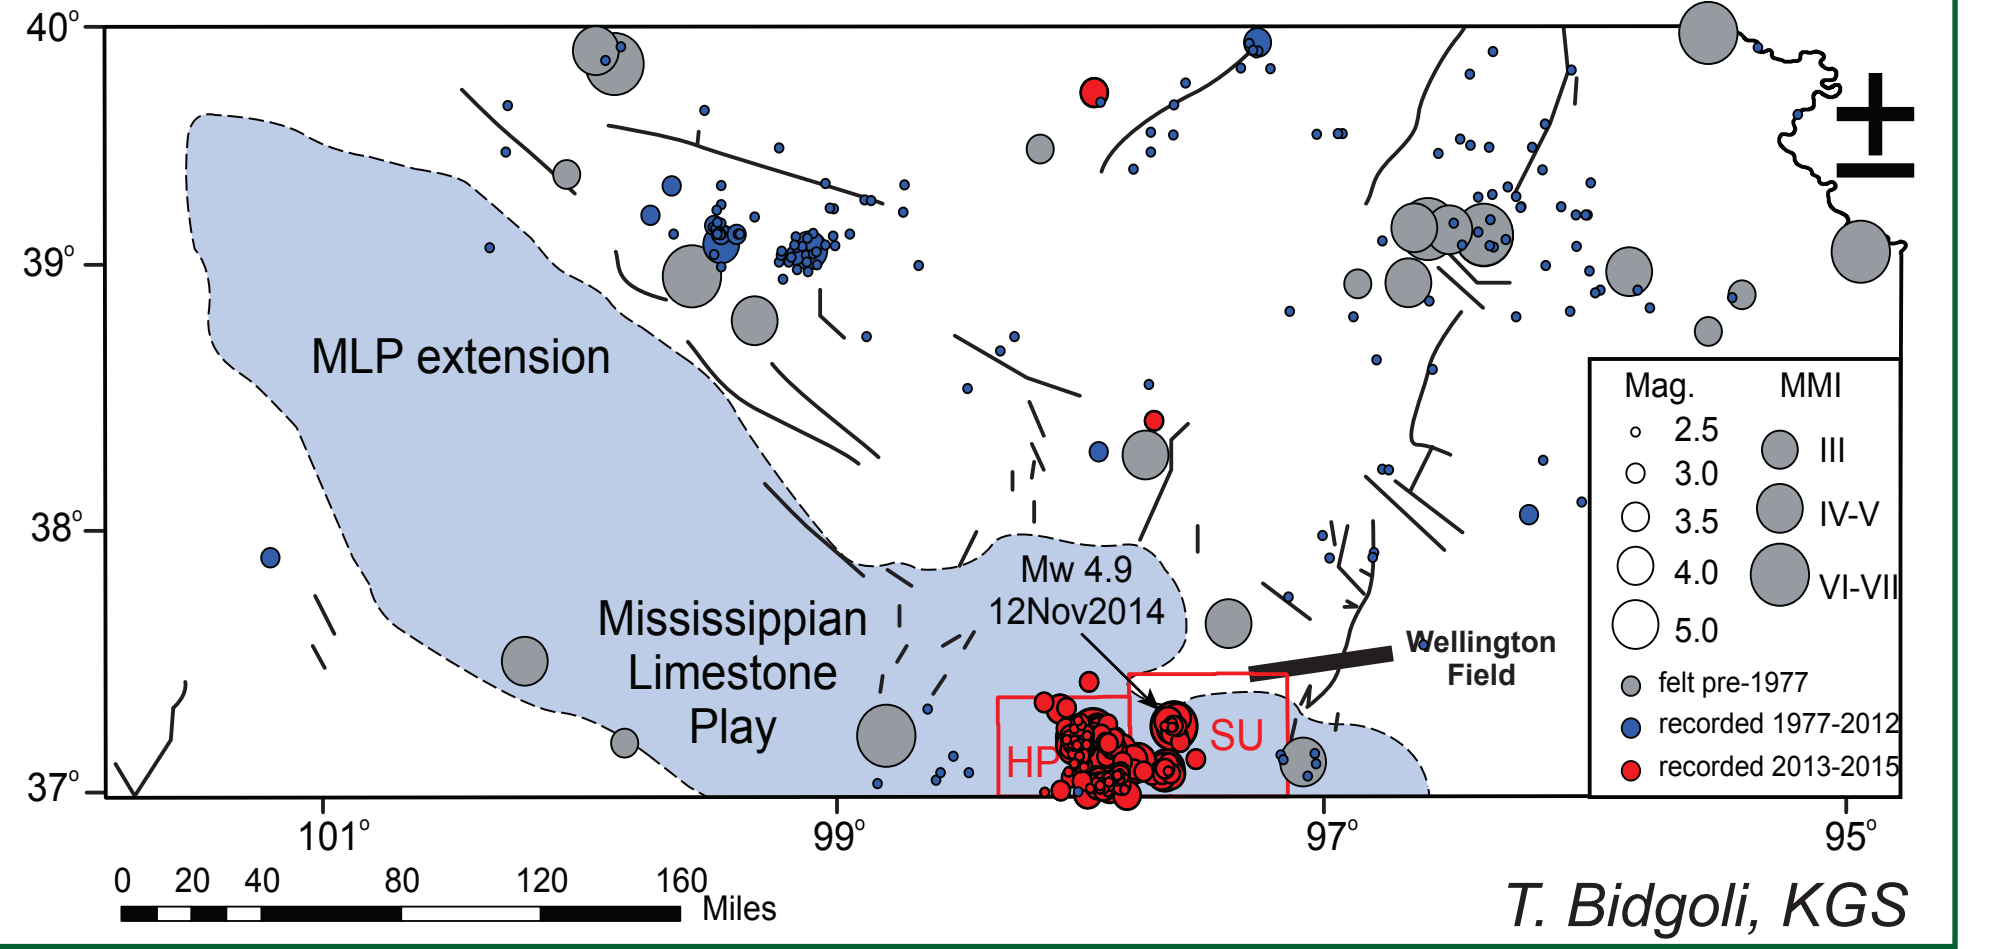 40°
39°
38°
37°
MLP extension
Mississippian
Limestone
Play
Mw 4.9
12Nov2014
Wellington
Field
HP
SU
Mag.
MMI
2.5
3.0
3.5
4.0
5.0
III
IV-V
VI-VII
felt pre-1977
recorded 1977-2012
recorded 2013-2015
101°
99°
97°
95°
0 20 40 80 120 160
Miles
T. Bidgoli, KGS